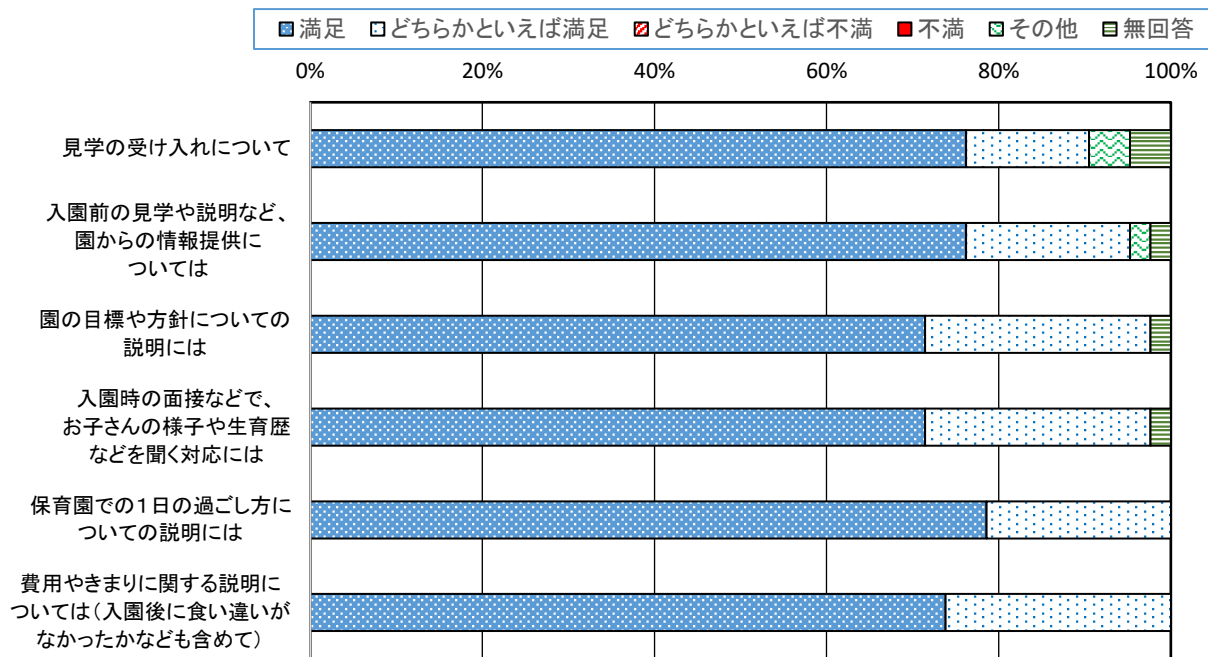 満足 どちらかといえば満足 どちらかといえば不満 不満 その他 無回答
0% 20% 40% 60% 80% 100%
見学の受け入れについて
入園前の見学や説明など、
園からの情報提供に
ついては
園の目標や方針についての
説明には
入園時の面接などで、
お子さんの様子や生育歴
などを聞く対応には
保育園での１日の過ごし方に
ついての説明には
費用やきまりに関する説明に
ついては（入園後に食い違いが
なかったかなども含めて）